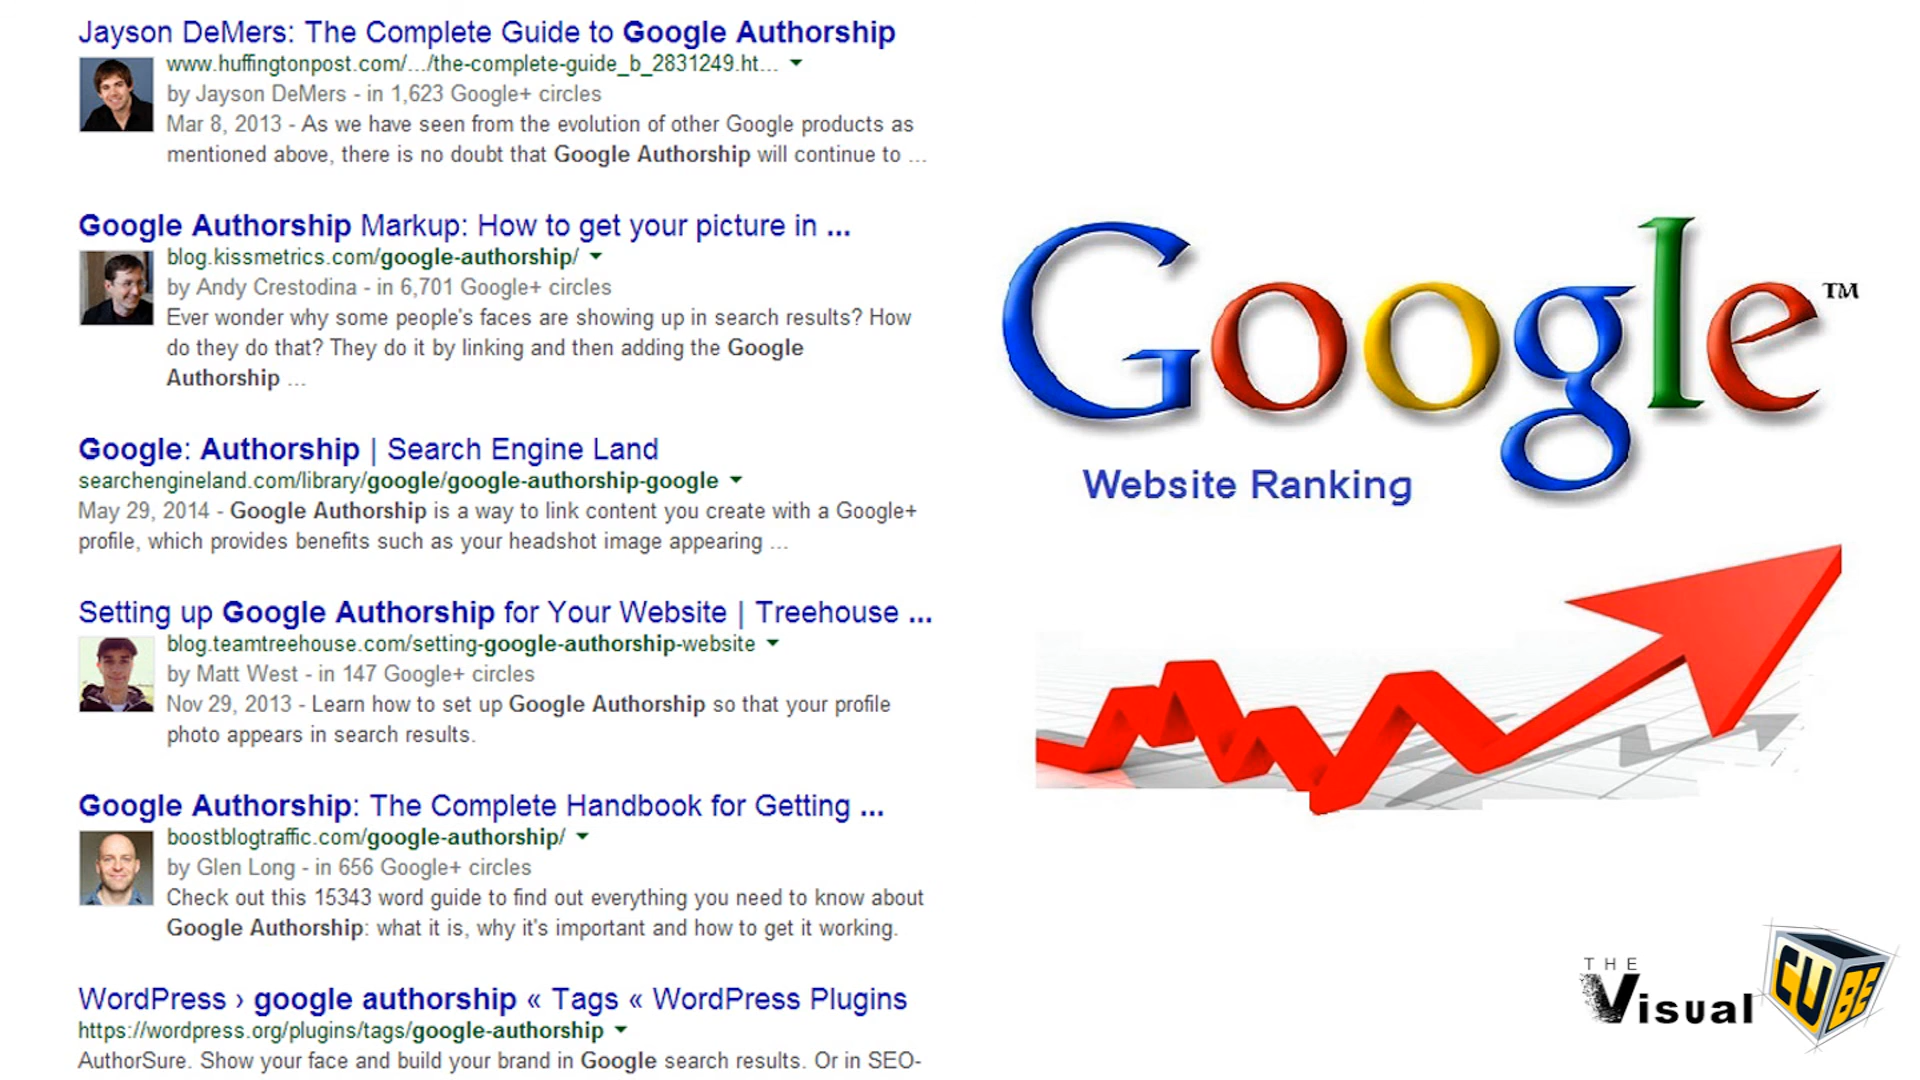 Jayson DeMers: The Complete Guide to Google Authorship
www.huffingtonpost.com/.../the-complete-guide_b_2831249.ht...
by Jayson DeMers - in 1,623 Google+ circles
Mar 8, 2013 - As we have seen from the evolution of other Google products as
mentioned above, there is no doubt that Google Authorship will continue to ...
Google Authorship Markup: How to get your picture in ...
blog.kissmetrics.com/google-authorship/
by Andy Crestodina - in 6,701 Google+ circles
Ever wonder why some people's faces are showing up in search results? How
do they do that? They do it by linking and then adding the Google
Authorship ...
Google: Authorship | Search Engine Land
searchengineland.com/library/google/google-authorship-google
May 29, 2014 - Google Authorship is a way to link content you create with a Google+
profile, which provides benefits such as your headshot image appearing ...
Setting up Google Authorship for Your Website | Treehouse ...
blog.teamtreehouse.com/setting-google-authorship-website
by Matt West - in 147 Google+ circles
Nov 29, 2013 - Learn how to set up Google Authorship so that your profile
photo appears in search results.
Google Authorship: The Complete Handbook for Getting ...
boostblogtraffic.com/google-authorship/
by Glen Long - in 656 Google+ circles
Check out this 15343 word guide to find out everything you need to know about
Google Authorship: what it is, why it's important and how to get it working.
WordPress › google authorship « Tags « WordPress Plugins
https://wordpress.org/plugins/tags/google-authorship
AuthorSure. Show your face and build your brand in Google search results. Or in SEO-
Google™
Website Ranking
THE
Visual CUBE